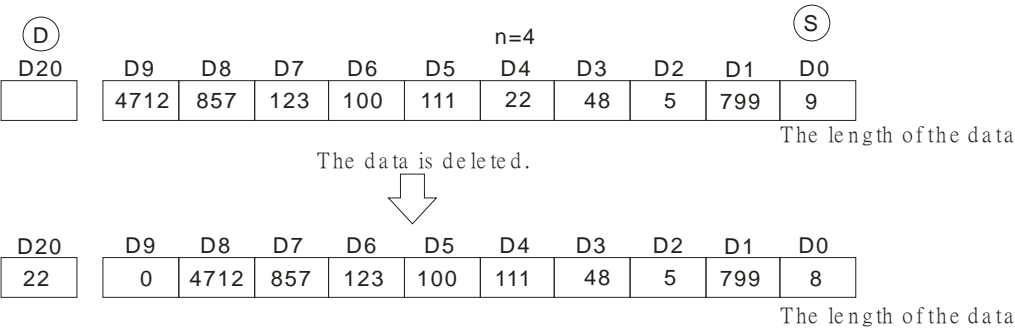 D S
n=4
D20 D9 D8 D7 D6 D5 D4 D3 D2 D1 D0
4712 857 123 100 111 22 48 5 799 9
The length of the data
The data is deleted.
D20 D9 D8 D7 D6 D5 D4 D3 D2 D1 D0
22 0 4712 857 123 100 111 48 5 799 8
The length of the data